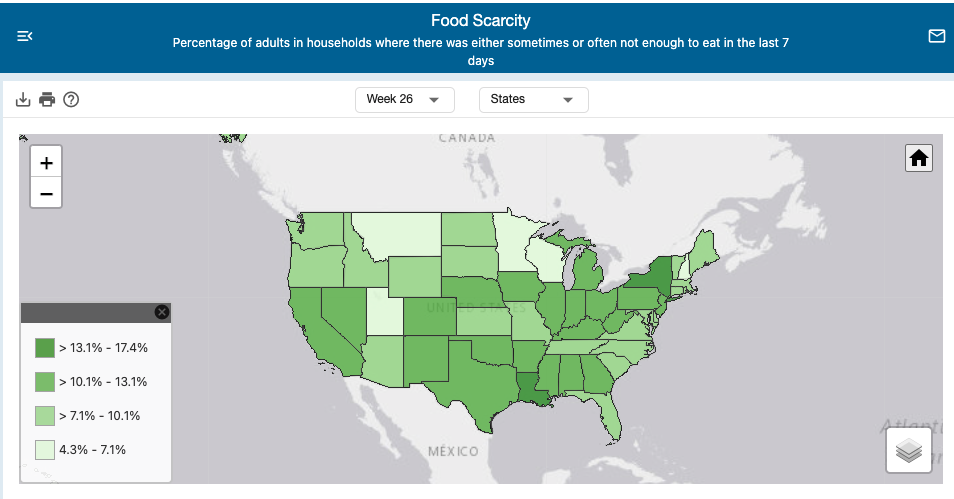 Food Scarcity
Percentage of adults in households where there was either sometimes or often not enough to eat in the last 7
days
Week 26
States
CANADA
+
−
UNITED STATES
> 13.1% - 17.4%
> 10.1% - 13.1%
> 7.1% - 10.1%
4.3% - 7.1%
MÉXICO